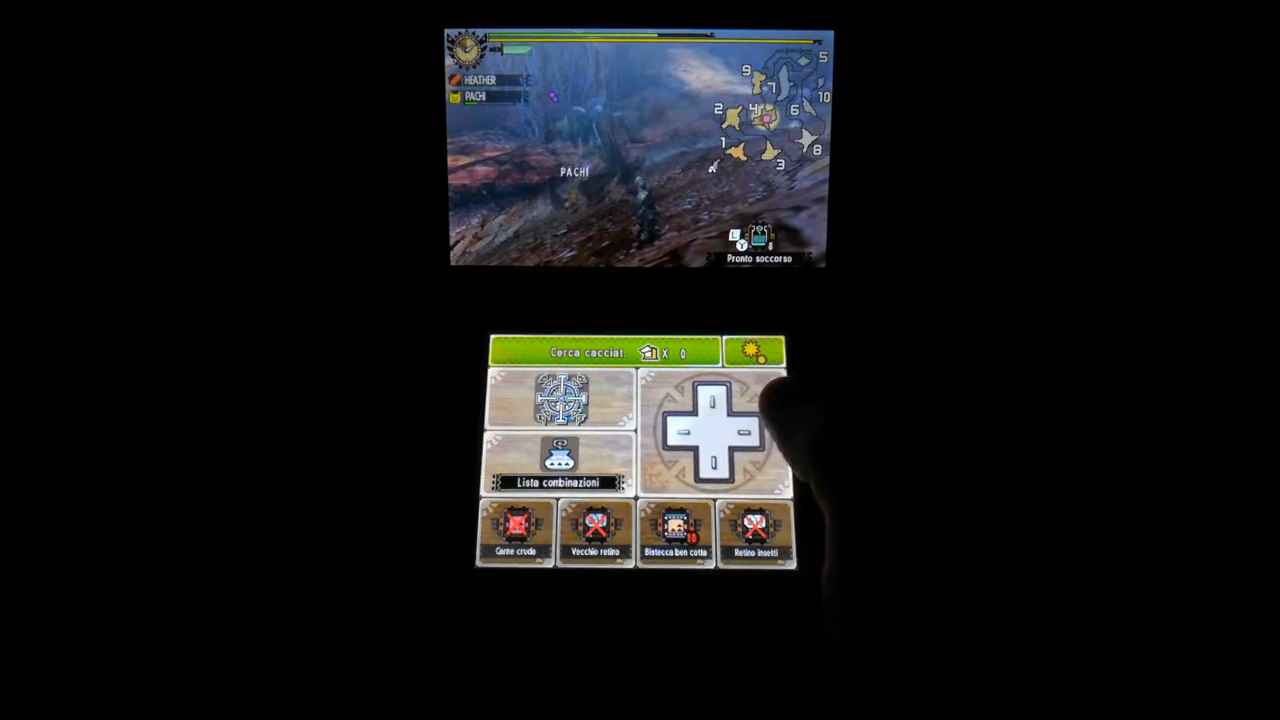 HEATHER
PACHI
PACHI
5
9
7
10
2
4
6
1
8
3
L
Y
Pronto soccorso
Cerca cacciat. X 0
Lista combinazioni
10
Carne cruda
Vecchio retino
Bistecca ben cotta
Retino insetti